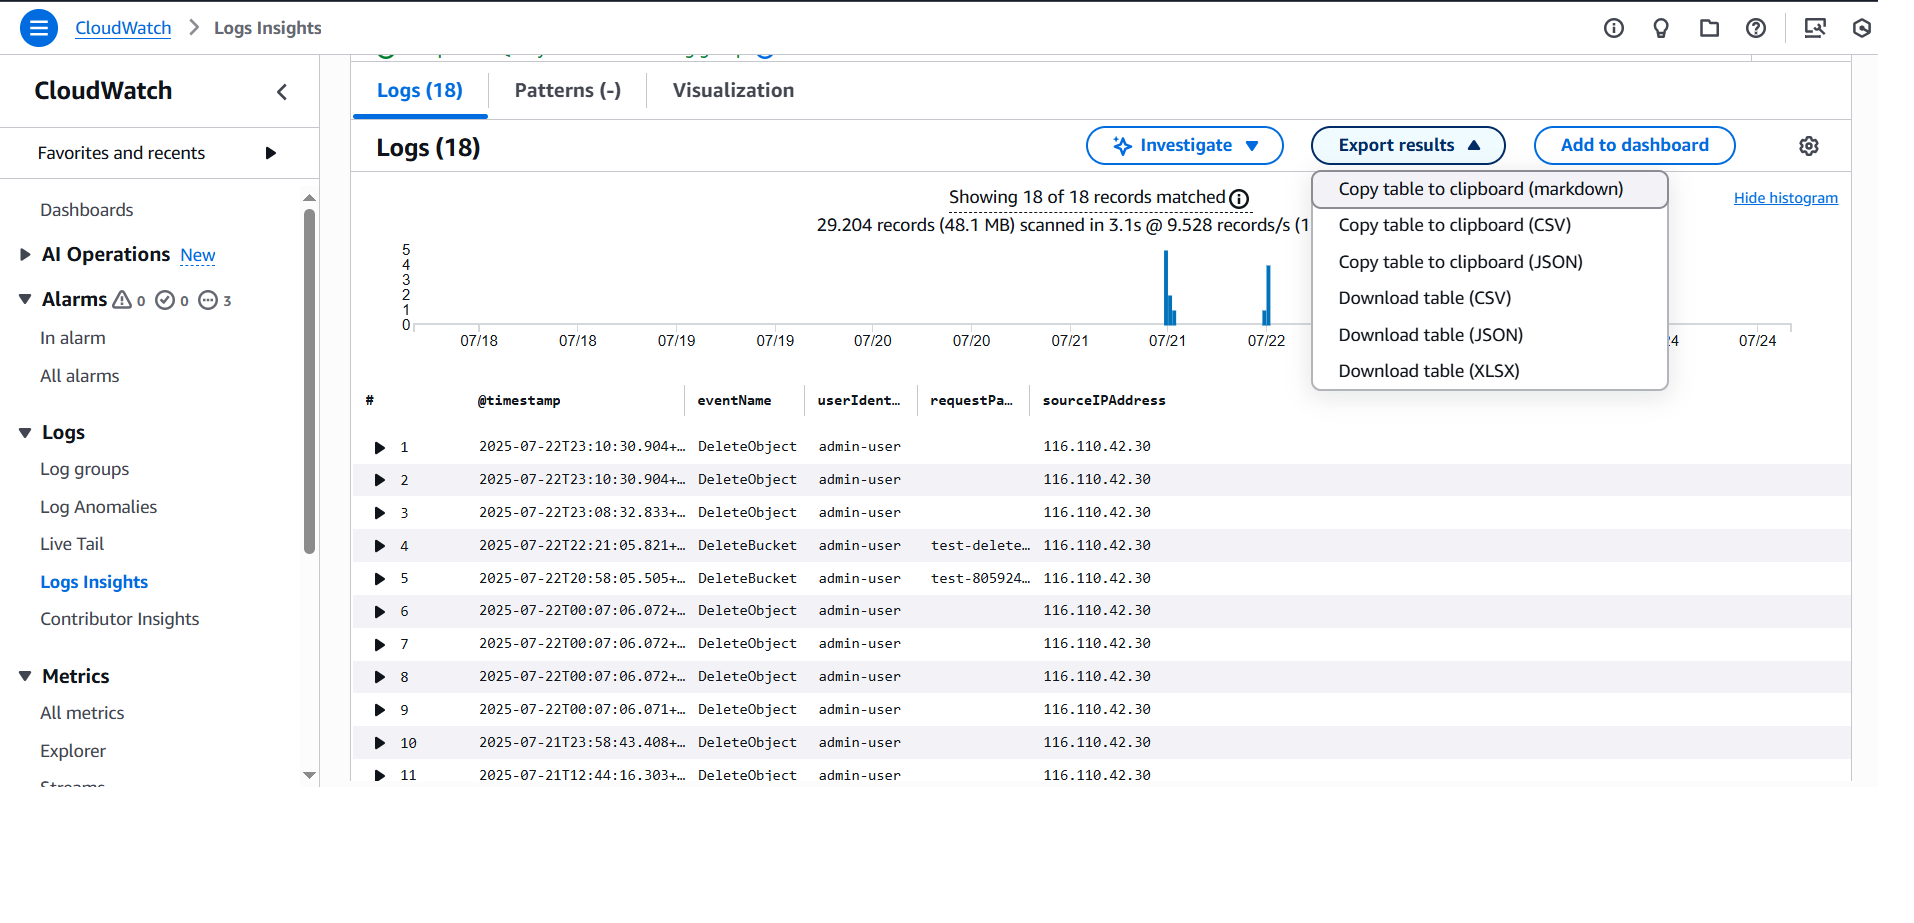 CloudWatch > Logs Insights
CloudWatch
Favorites and recents
Dashboards
AI Operations New
Alarms 0 0 3
In alarm
All alarms
Logs
Log groups
Log Anomalies
Live Tail
Logs Insights
Contributor Insights
Metrics
All metrics
Explorer
Streams
Logs (18) Patterns (-) Visualization
Logs (18)
Investigate
Export results
Add to dashboard
Copy table to clipboard (markdown)
Copy table to clipboard (CSV)
Copy table to clipboard (JSON)
Download table (CSV)
Download table (JSON)
Download table (XLSX)
Showing 18 of 18 records matched
Hide histogram
29.204 records (48.1 MB) scanned in 3.1s @ 9.528 records/s (1
5
4
3
2
1
0
07/18 07/18 07/19 07/19 07/20 07/20 07/21 07/21 07/22 24 07/24
# @timestamp eventName userIdent... requestPa... sourceIPAddress
1 2025-07-22T23:10:30.904+... DeleteObject admin-user 116.110.42.30
2 2025-07-22T23:10:30.904+... DeleteObject admin-user 116.110.42.30
3 2025-07-22T23:08:32.833+... DeleteObject admin-user 116.110.42.30
4 2025-07-22T22:21:05.821+... DeleteBucket admin-user test-delete... 116.110.42.30
5 2025-07-22T20:58:05.505+... DeleteBucket admin-user test-805924... 116.110.42.30
6 2025-07-22T00:07:06.072+... DeleteObject admin-user 116.110.42.30
7 2025-07-22T00:07:06.072+... DeleteObject admin-user 116.110.42.30
8 2025-07-22T00:07:06.072+... DeleteObject admin-user 116.110.42.30
9 2025-07-22T00:07:06.071+... DeleteObject admin-user 116.110.42.30
10 2025-07-21T23:58:43.408+... DeleteObject admin-user 116.110.42.30
11 2025-07-21T12:44:16.303+... DeleteObject admin-user 116.110.42.30